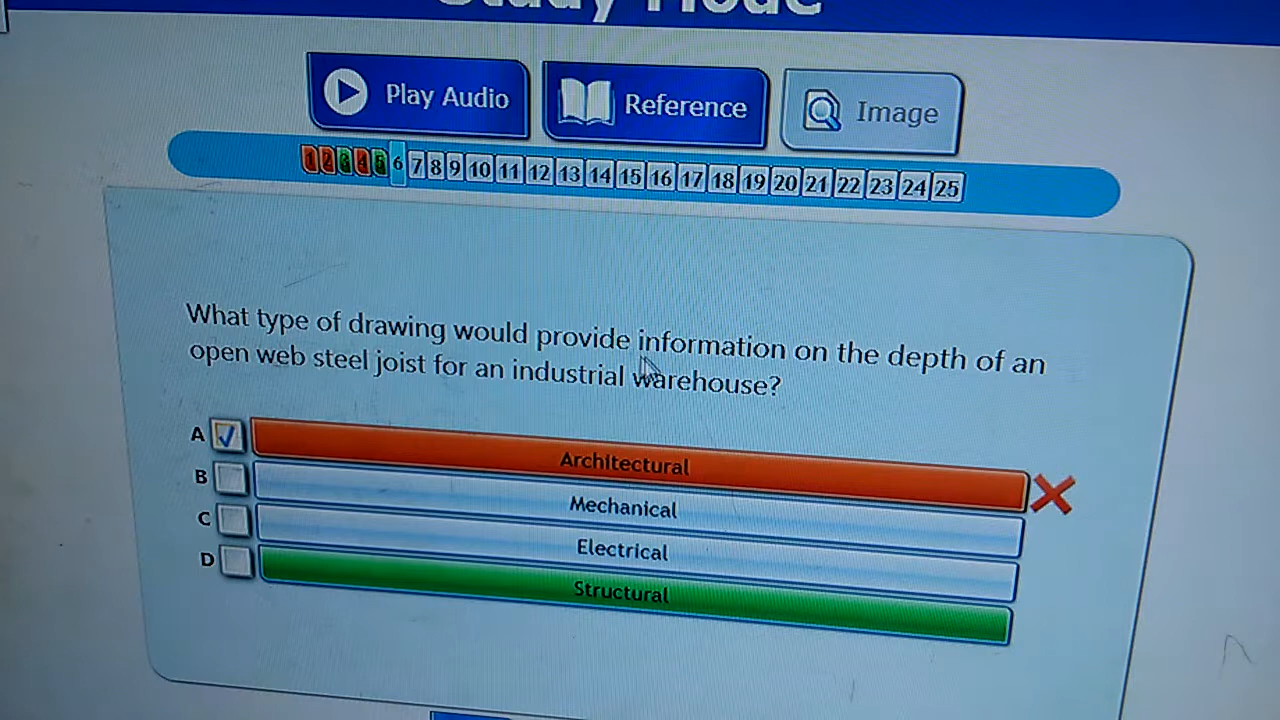 Study Mode
Play Audio
Reference
Image
1 2 3 4 5 6 7 8 9 10 11 12 13 14 15 16 17 18 19 20 21 22 23 24 25
What type of drawing would provide information on the depth of an
open web steel joist for an industrial warehouse?
A Architectural
B Mechanical
C Electrical
D Structural